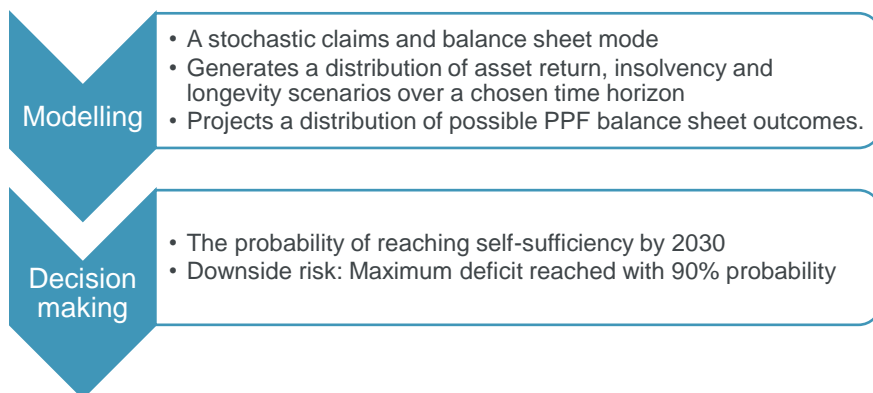 Modelling
• A stochastic claims and balance sheet mode
• Generates a distribution of asset return, insolvency and
longevity scenarios over a chosen time horizon
• Projects a distribution of possible PPF balance sheet outcomes.
Decision
making
• The probability of reaching self-sufficiency by 2030
• Downside risk: Maximum deficit reached with 90% probability